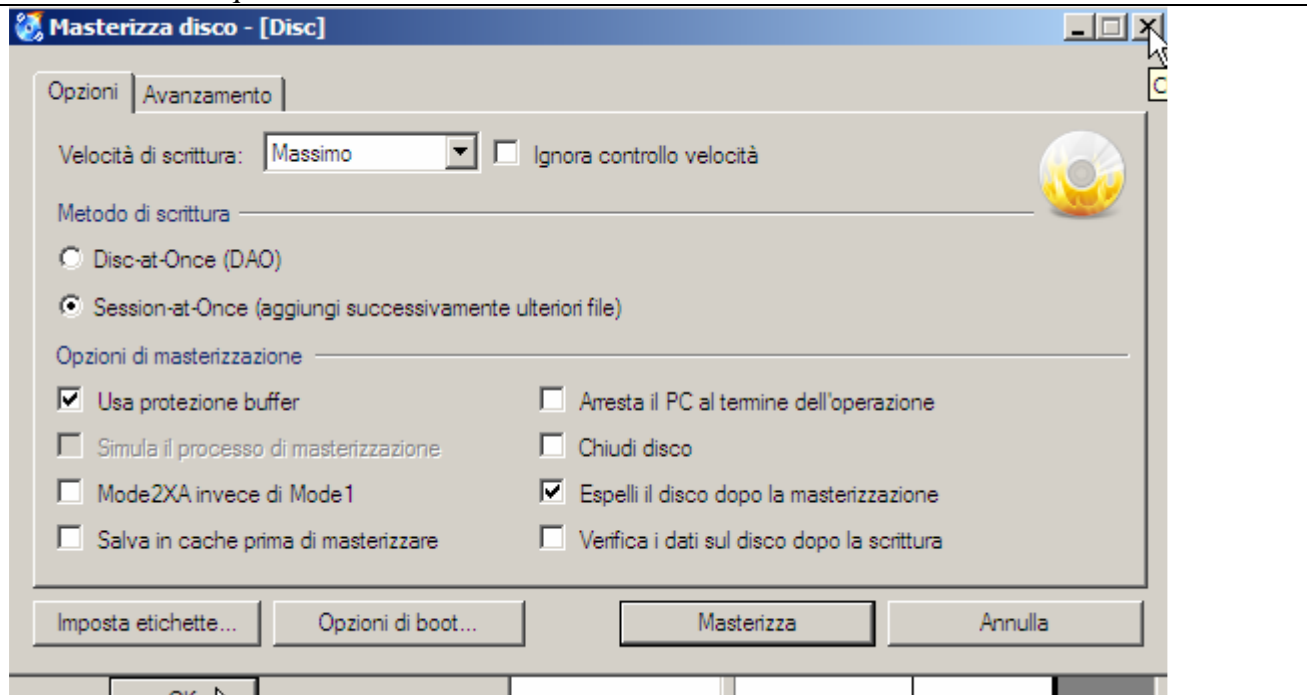 Masterizza disco - [Disc]
Opzioni Avanzamento
Velocità di scrittura: Massimo Ignora controllo velocità
Metodo di scrittura
Disc-at-Once (DAO)
Session-at-Once (aggiungi successivamente ulteriori file)
Opzioni di masterizzazione
Usa protezione buffer Arresta il PC al termine dell'operazione
Simula il processo di masterizzazione Chiudi disco
Mode2XA invece di Mode1 Espelli il disco dopo la masterizzazione
Salva in cache prima di masterizzare Verifica i dati sul disco dopo la scrittura
Imposta etichette... Opzioni di boot... Masterizza Annulla